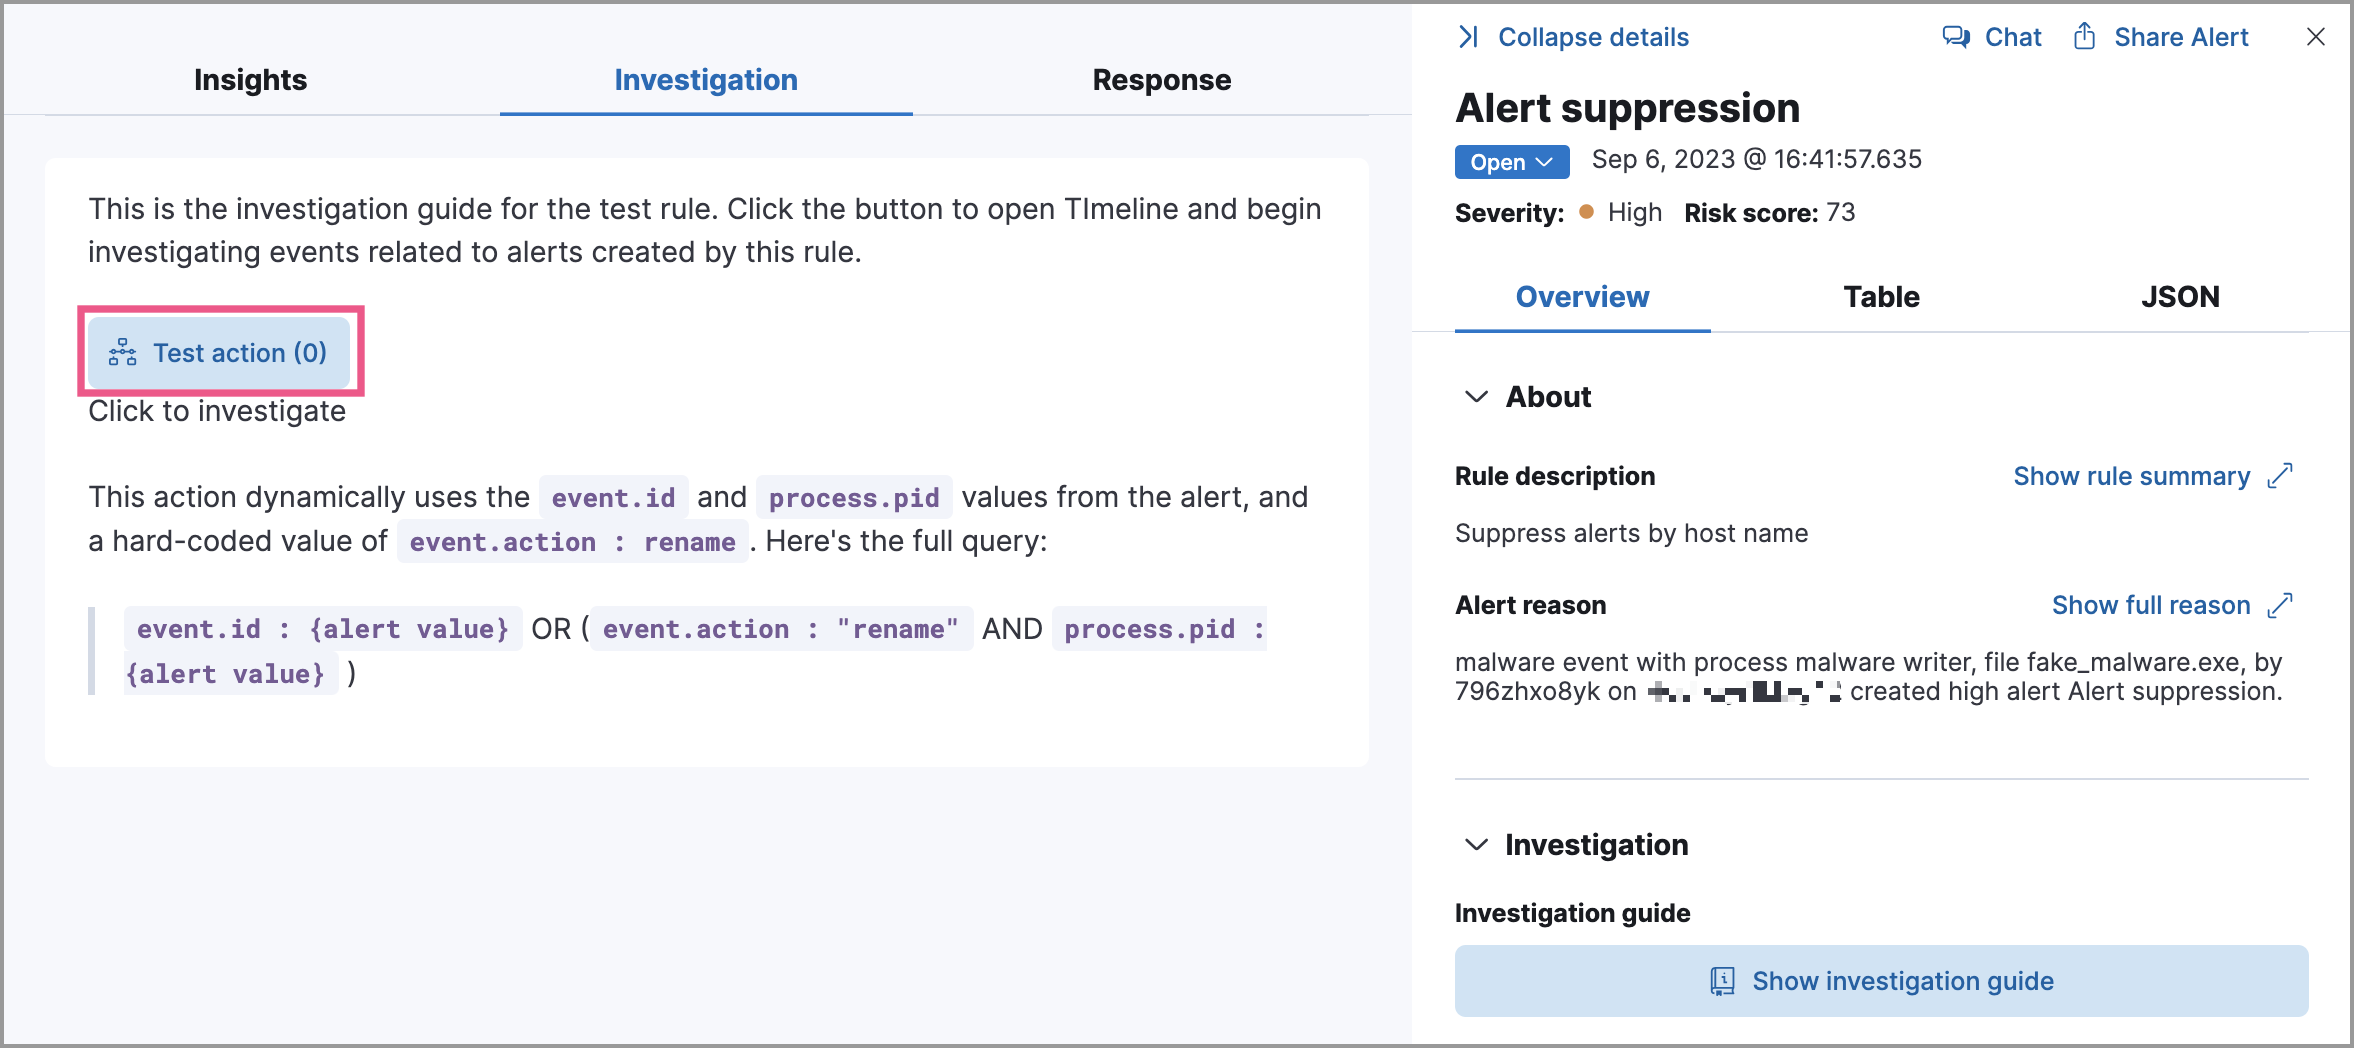 Insights
Investigation
Response
This is the investigation guide for the test rule. Click the button to open TImeline and begin
investigating events related to alerts created by this rule.
Test action (0)
Click to investigate
This action dynamically uses the event.id and process.pid values from the alert, and
a hard-coded value of event.action : rename . Here's the full query:
event.id : {alert value} OR ( event.action : "rename" AND process.pid :
{alert value} )
Collapse details
Chat
Share Alert
Alert suppression
Open
Sep 6, 2023 @ 16:41:57.635
Severity: High Risk score: 73
Overview
Table
JSON
About
Rule description
Show rule summary
Suppress alerts by host name
Alert reason
Show full reason
malware event with process malware writer, file fake_malware.exe, by
796zhxo8yk on created high alert Alert suppression.
Investigation
Investigation guide
Show investigation guide